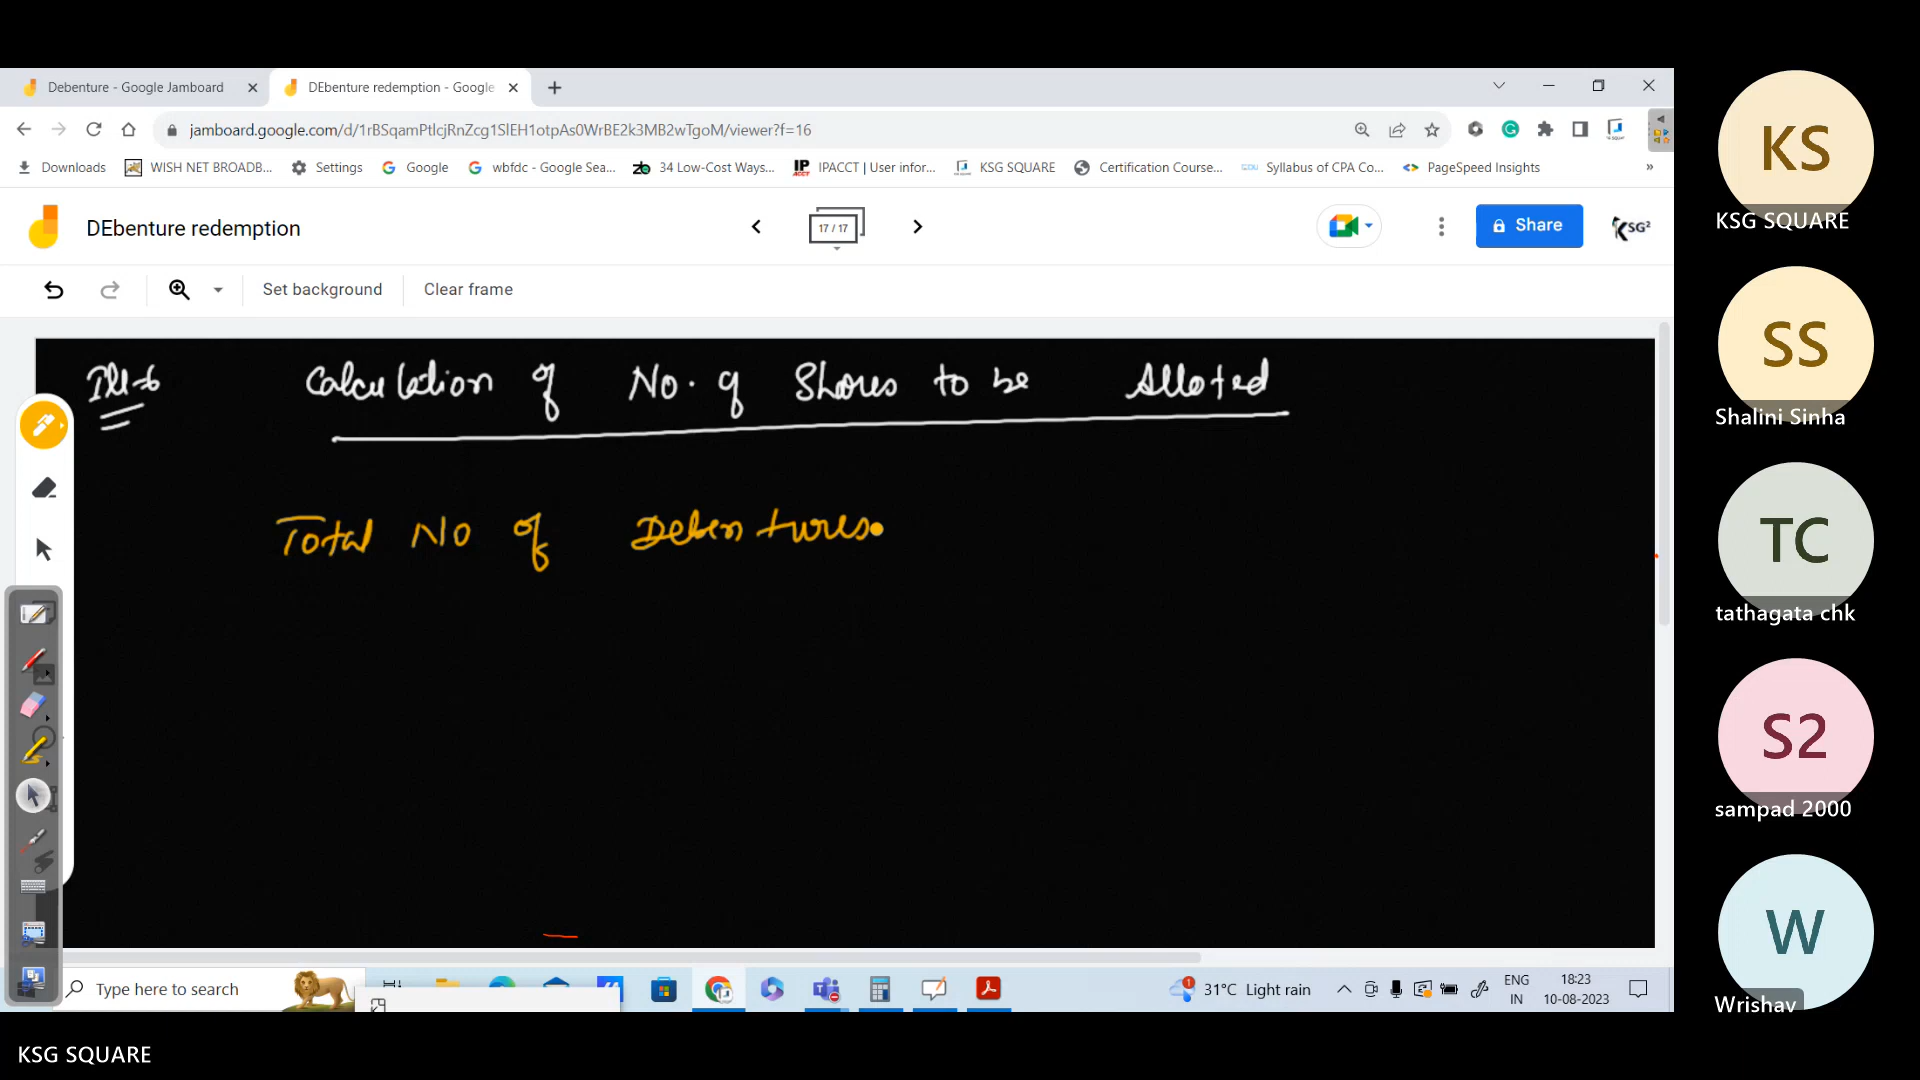 Debenture - Google Jamboard
DEbenture redemption - Google
jamboard.google.com/d/1rBSqamPtlcjRnZcg1SlEH1otpAs0WrBE2k3MB2wTgoM/viewer?f=16
Downloads WISH NET BROADB... Settings Google wbfdc - Google Sea... 34 Low-Cost Ways... IPACCT | User infor... KSG SQUARE Certification Course... Syllabus of CPA Co... PageSpeed Insights »
DEbenture redemption
17 / 17
Share
KSG²
Set background Clear frame
Ill-6 Calculation of No. of Shares to be Alloted
Total No of Debentures
Type here to search
31°C Light rain
ENG
IN
18:23
10-08-2023
KS
KSG SQUARE
SS
Shalini Sinha
TC
tathagata chk
S2
sampad 2000
W
Wrishav
KSG SQUARE